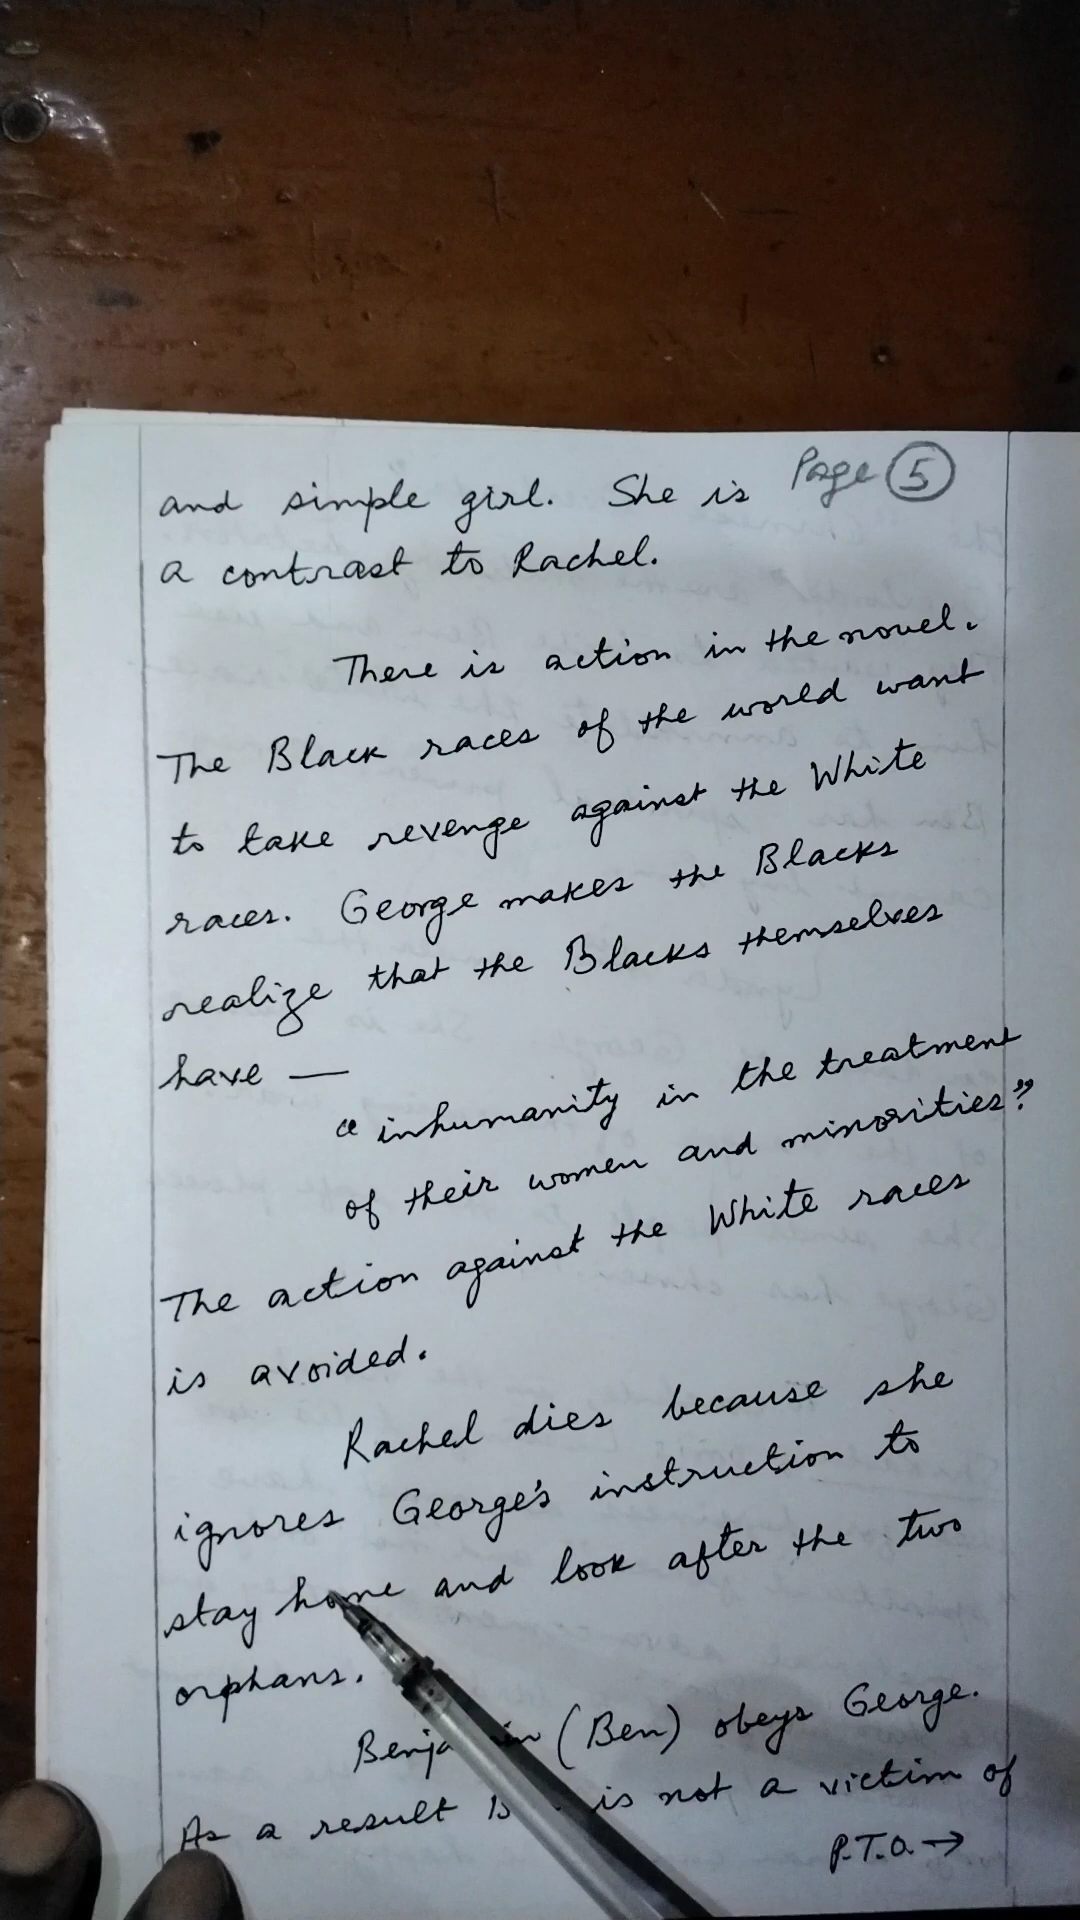 Page 5
and simple girl. She is
a contrast to Rachel.
There is action in the novel.
The Black races of the world want
to take revenge against the White
races. George makes the Blacks
realize that the Blacks themselves
have —
"inhumanity in the treatment
of their women and minorities"?
The action against the White races
is avoided.
Rachel dies because she
ignores George's instruction to
stay home and look after the two
orphans.
(Ben) obeys George.
As a result is not a victim of
P.T.O. →